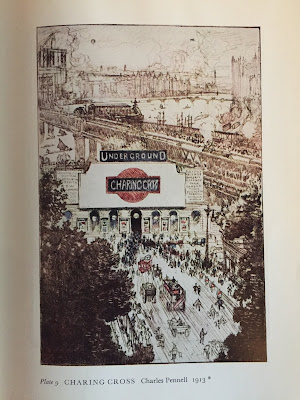 UNDERGROUND
CHARING CROSS
Plate 9 CHARING CROSS Charles Pennell 1913 *